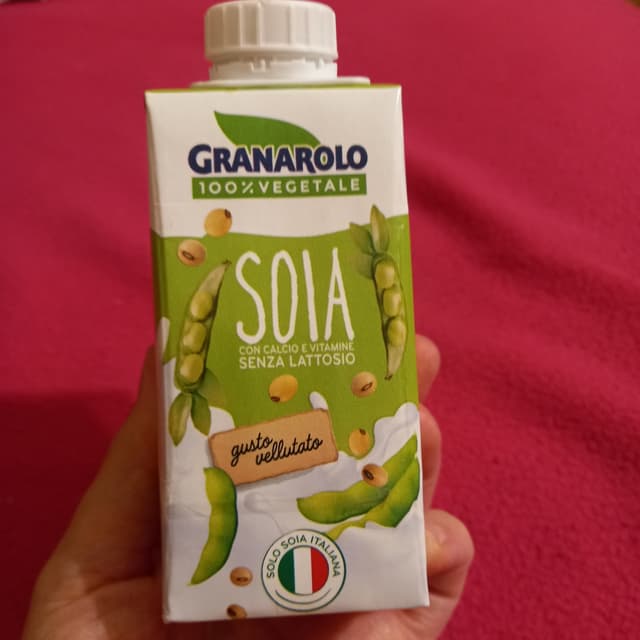 GRANAROLO
100% VEGETALE
SOIA
CON CALCIO E VITAMINE
SENZA LATTOSIO
gusto
vellutato
SOLO SOIA ITALIANA